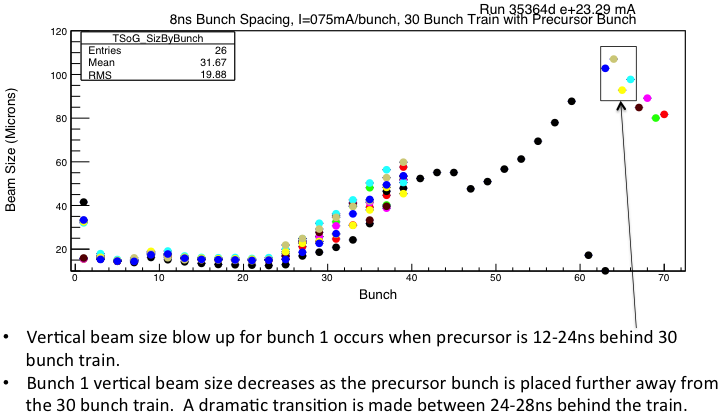 Run 35364d e+23.29 mA
8ns Bunch Spacing, I=075mA/bunch, 30 Bunch Train with Precursor Bunch
TSoG_SizByBunch
Entries 26
Mean 31.67
RMS 19.88
Beam Size (Microns)
120
100
80
60
40
20
0 10 20 30 40 50 60 70
Bunch
• Vertical beam size blow up for bunch 1 occurs when precursor is 12-24ns behind 30
bunch train.
• Bunch 1 vertical beam size decreases as the precursor bunch is placed further away from
the 30 bunch train. A dramatic transition is made between 24-28ns behind the train.